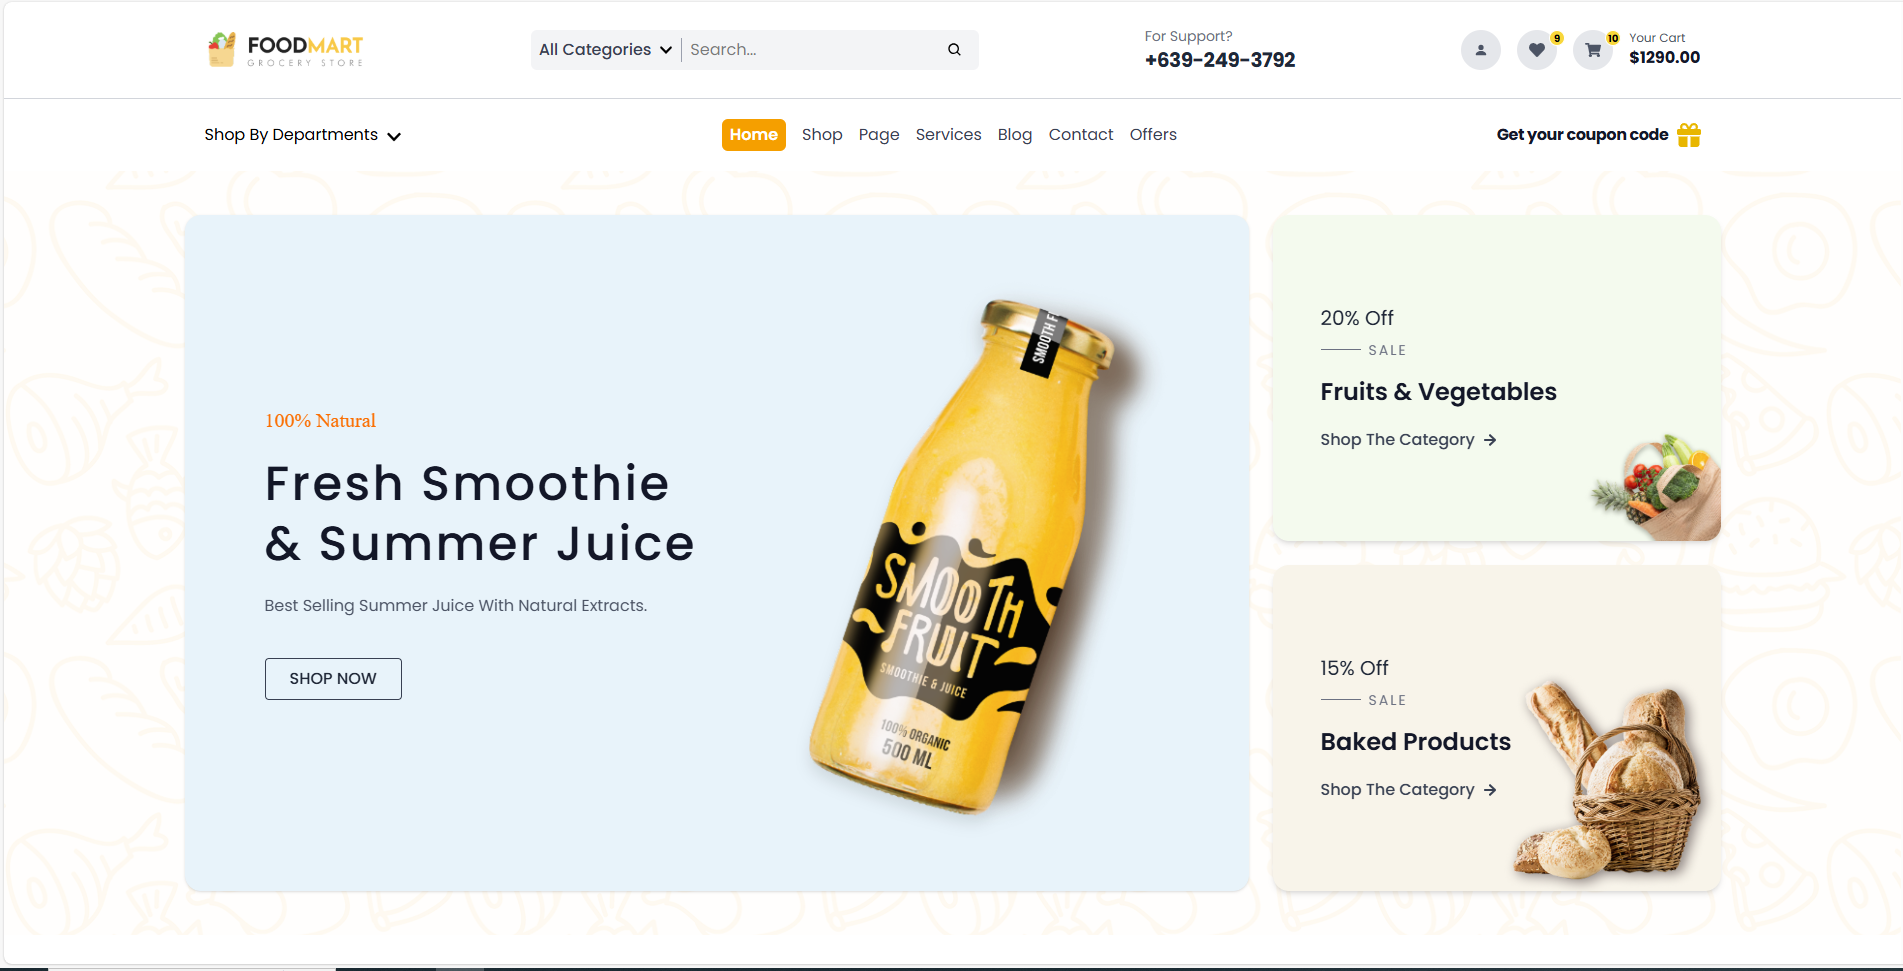 FOODMART
GROCERY STORE
All Categories
Search...
For Support?
+639-249-3792
9
10
Your Cart
$1290.00
Shop By Departments
Home
Shop
Page
Services
Blog
Contact
Offers
Get your coupon code
100% Natural
Fresh Smoothie
& Summer Juice
Best Selling Summer Juice With Natural Extracts.
SHOP NOW
SMOOTH F
SMOOTH
FRUIT
SMOOTHIE & JUICE
100% ORGANIC
500 ML
20% Off
SALE
Fruits & Vegetables
Shop The Category
15% Off
SALE
Baked Products
Shop The Category